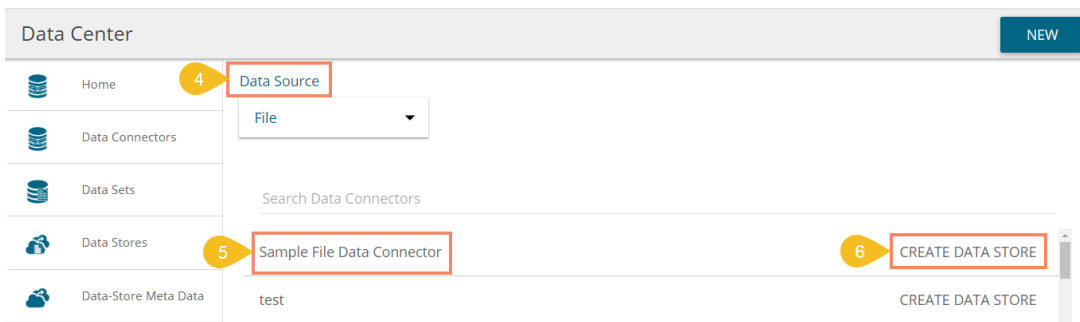 Data Center
NEW
Home
4
Data Source
File
Data Connectors
Data Sets
Search Data Connectors
Data Stores
5
Sample File Data Connector
6
CREATE DATA STORE
Data-Store Meta Data
test
CREATE DATA STORE